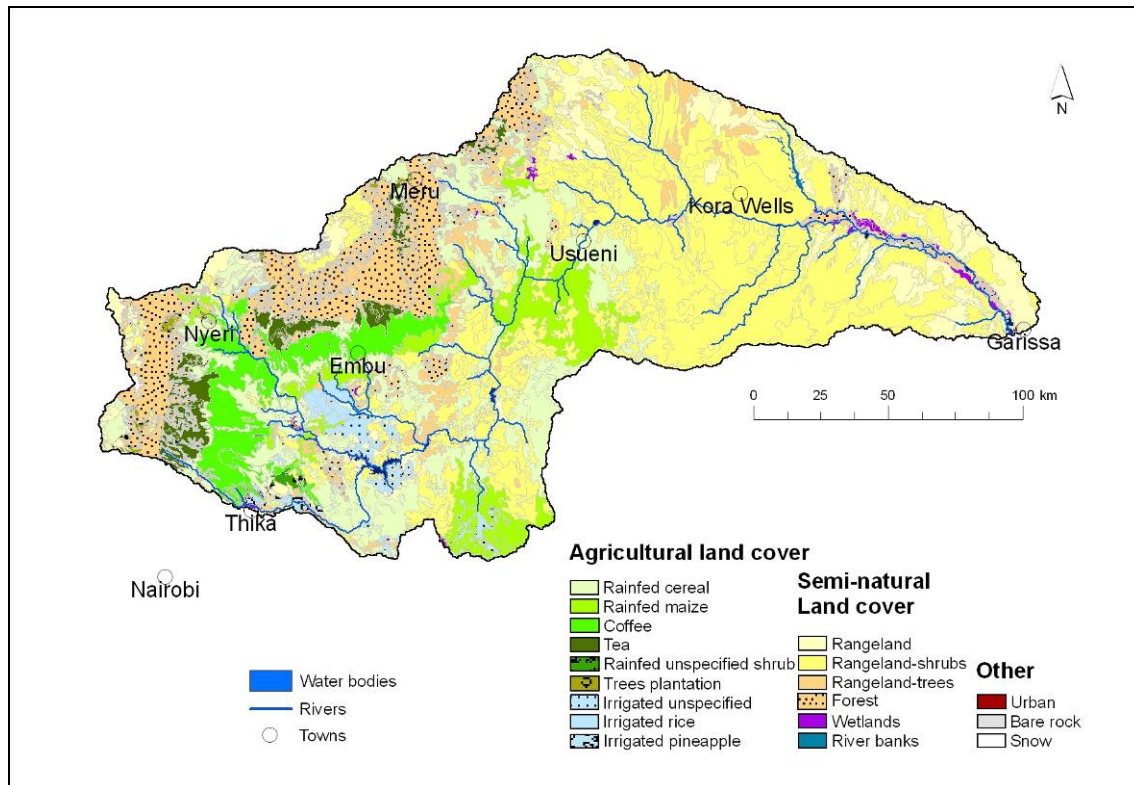 N
Meru
Kora Wells
Usueni
Nyeri
Garissa
Embu
0 25 50 100 km
Thika
Nairobi
Agricultural land cover
Rainfed cereal
Rainfed maize
Coffee
Tea
Rainfed unspecified shrub
Trees plantation
Irrigated unspecified
Irrigated rice
Irrigated pineapple
Semi-natural
Land cover
Rangeland
Rangeland-shrubs
Rangeland-trees
Forest
Wetlands
River banks
Other
Urban
Bare rock
Snow
Water bodies
Rivers
Towns